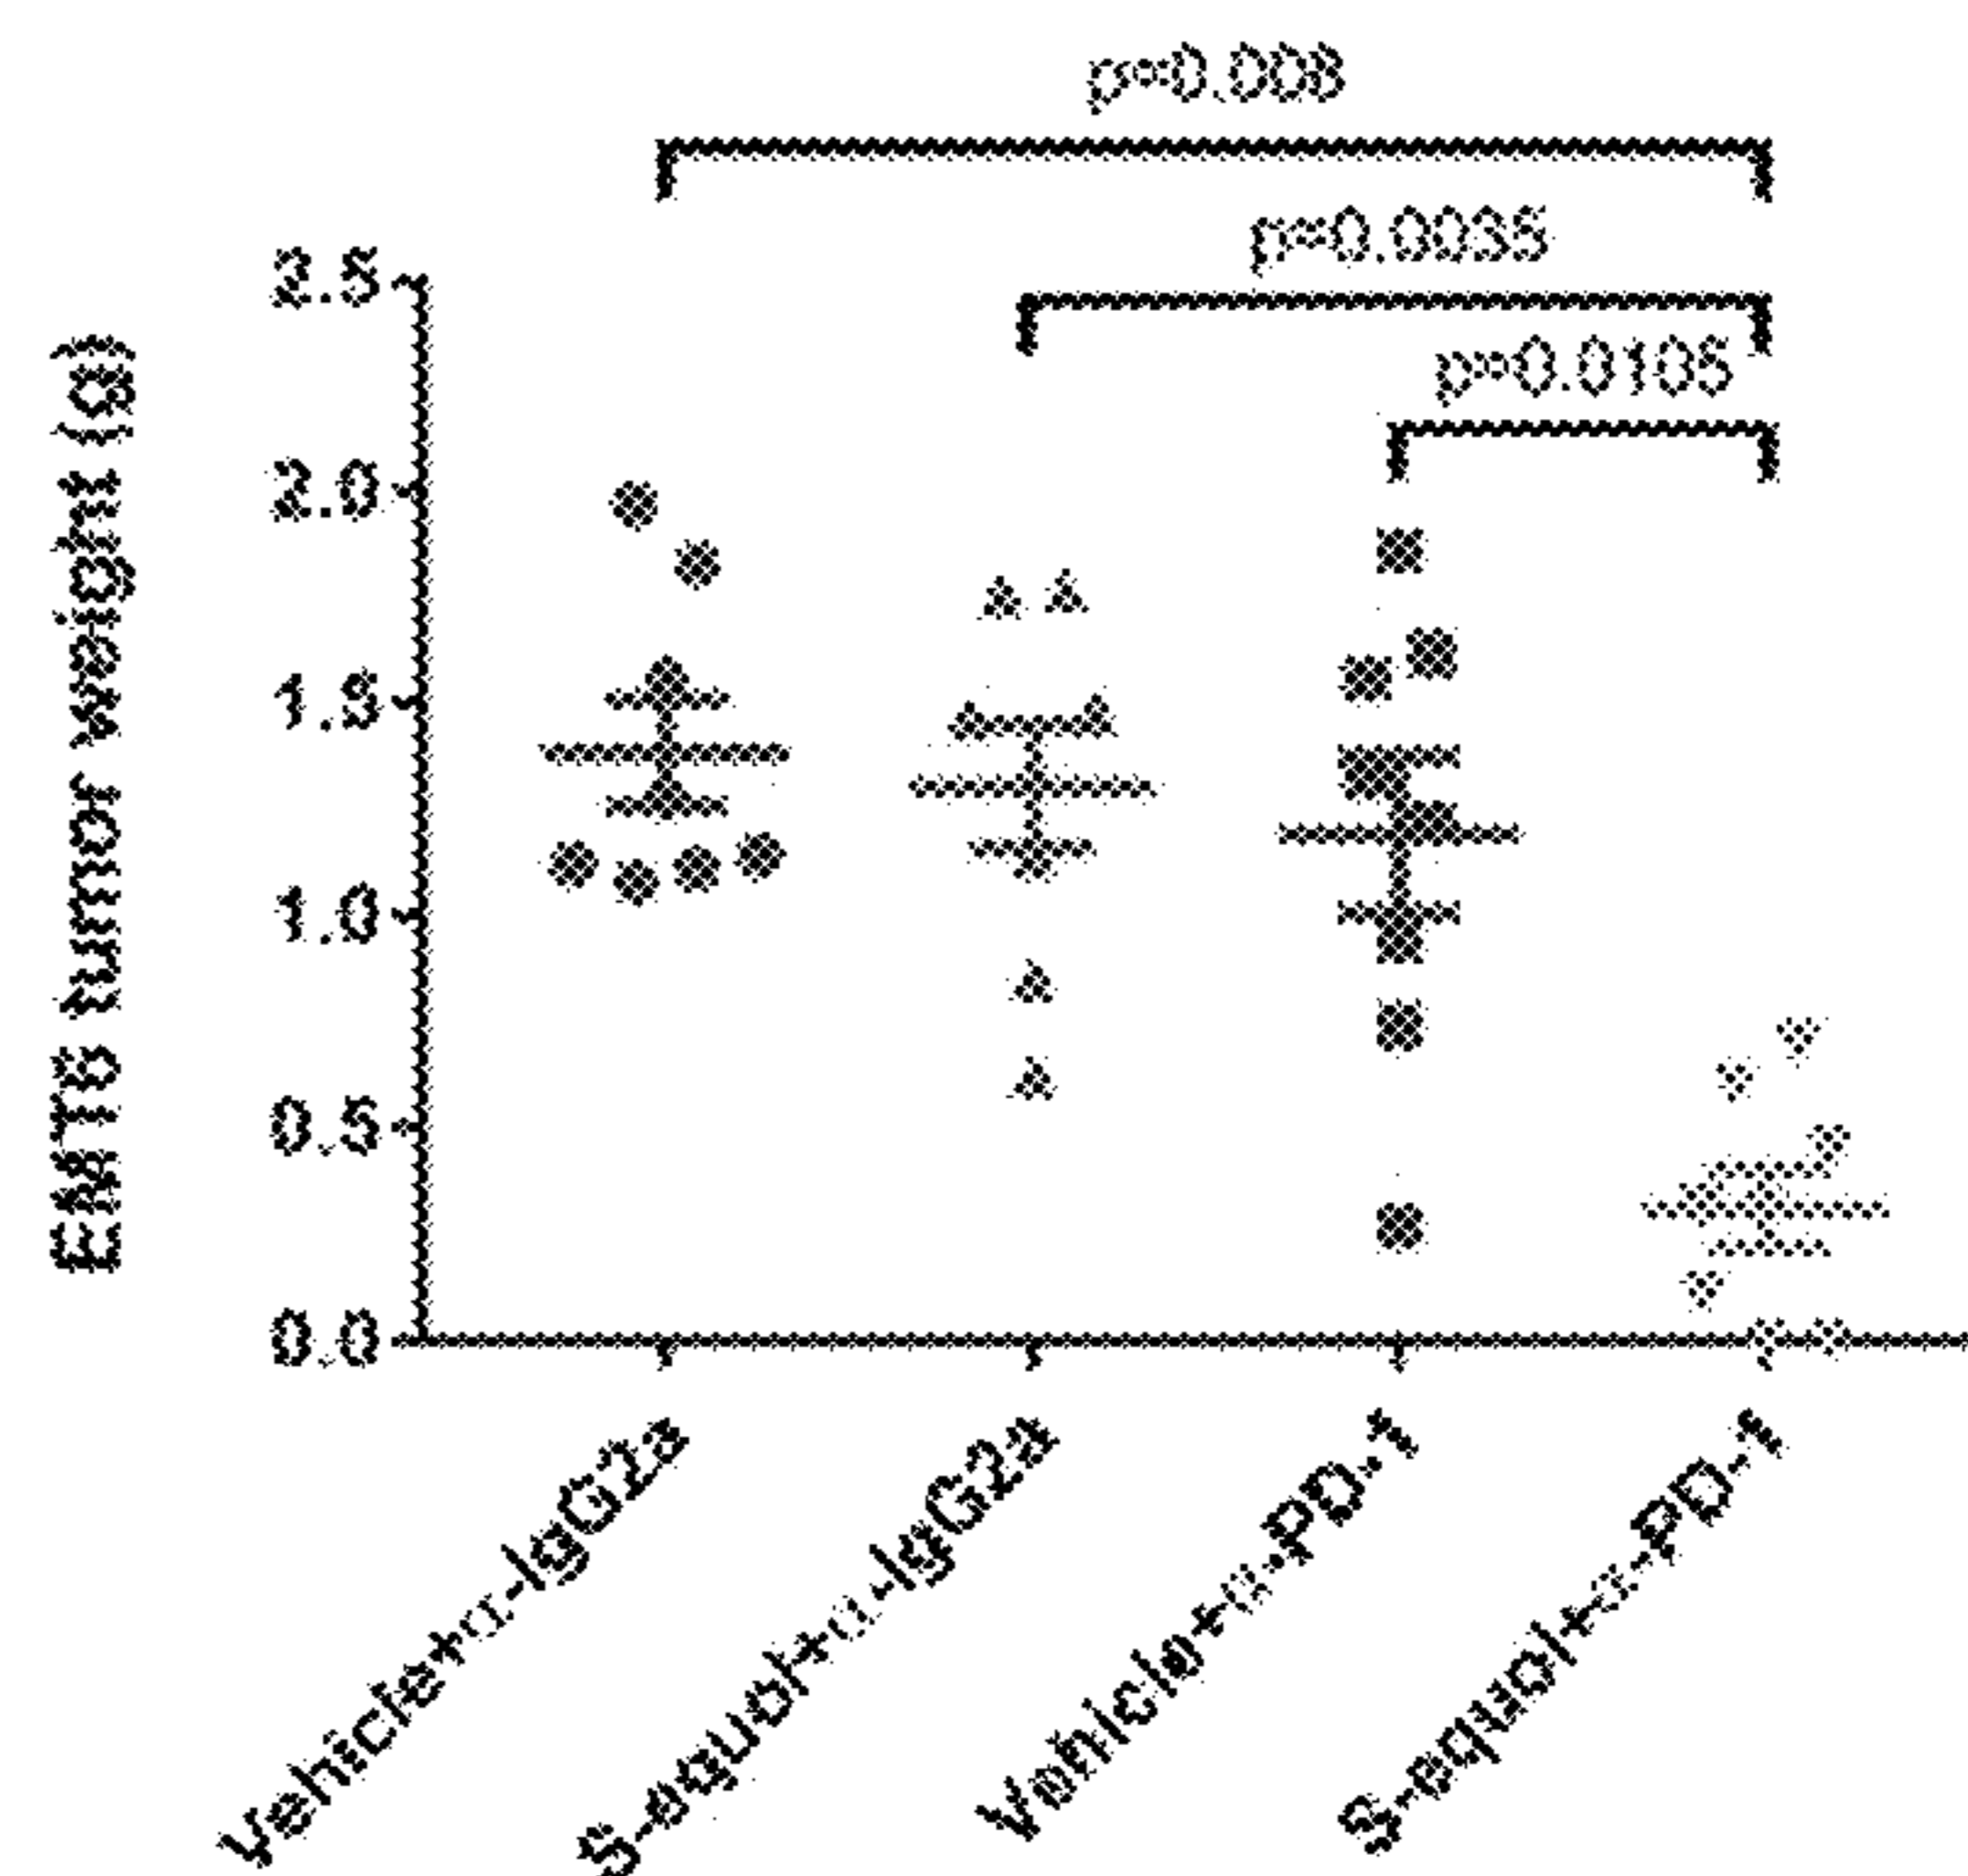 p=0.008
p=0.0035
p=0.0105
EMT6 tumor weight (g)
2.5
2.0
1.5
1.0
0.5
0.0
Vehicle+α-IgG2a
S-equol+α-IgG2a
Vehicle+α-PD-1
S-equol+α-PD-1